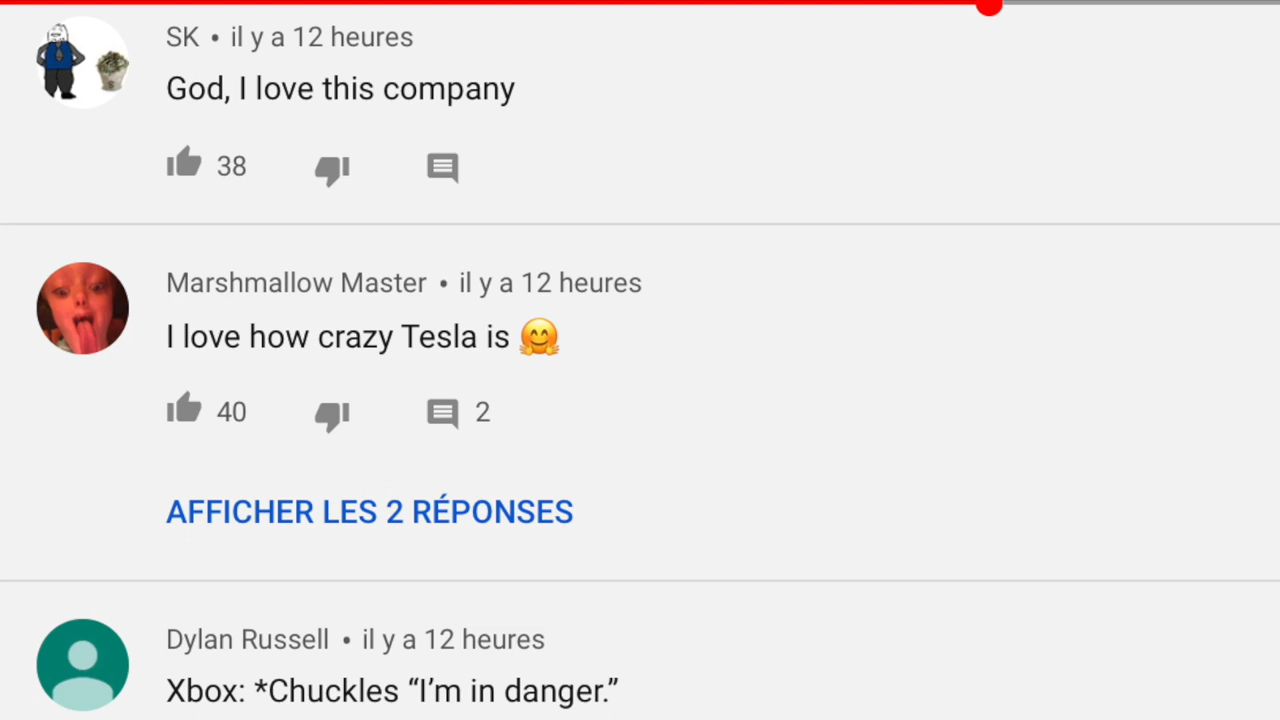 SK • il y a 12 heures
God, I love this company
38
Marshmallow Master • il y a 12 heures
I love how crazy Tesla is 🤗
40 2
AFFICHER LES 2 RÉPONSES
Dylan Russell • il y a 12 heures
Xbox: *Chuckles “I’m in danger.”